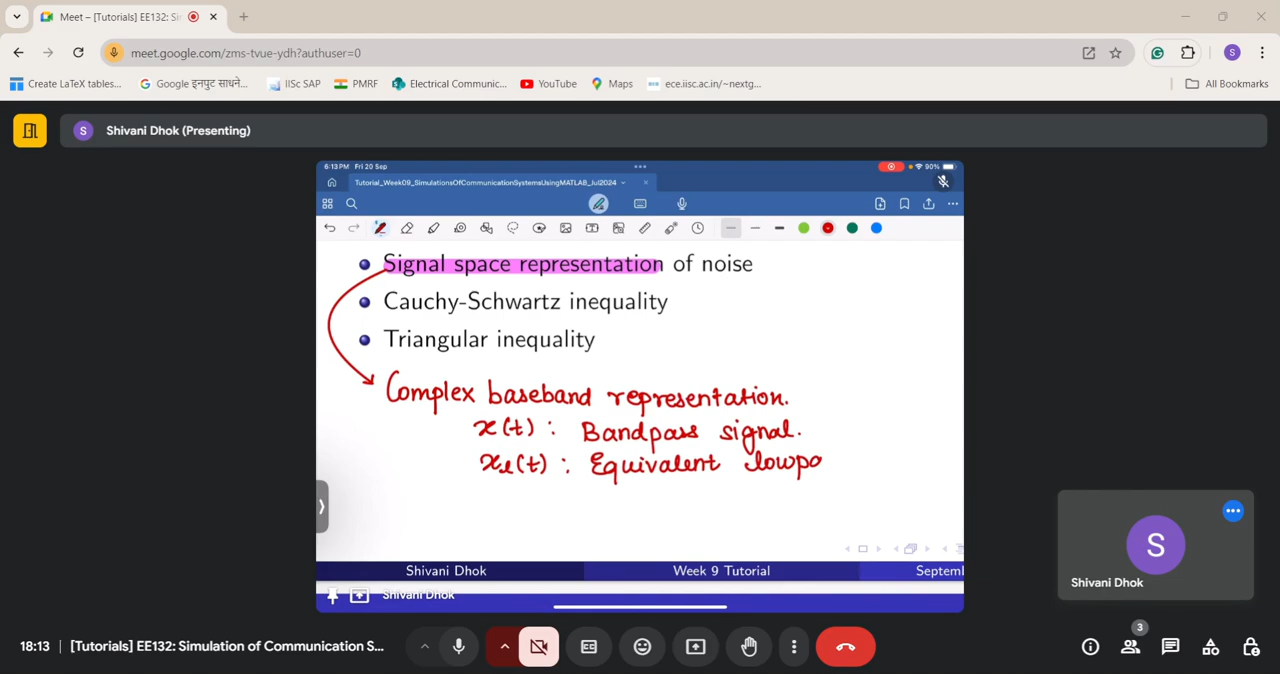 Meet – [Tutorials] EE132: Si
meet.google.com/zms-tvue-ydh?authuser=0
S
Create LaTeX tables...
Google इनपुट साधने...
IISc SAP
PMRF
Electrical Communic...
YouTube
Maps
ece.iisc.ac.in/~nextg...
All Bookmarks
S Shivani Dhok (Presenting)
6:13 PM Fri 20 Sep
90%
Tutorial_Week09_SimulationsOfCommunicationSystemsUsingMATLAB_Jul2024
Signal space representation of noise
Cauchy-Schwartz inequality
Triangular inequality
Complex baseband representation.
x(t) : Bandpass signal.
xₗ(t) : Equivalent lowpa
Shivani Dhok Week 9 Tutorial Septemb
Shivani Dhok
S
Shivani Dhok
18:13 | [Tutorials] EE132: Simulation of Communication S...
3